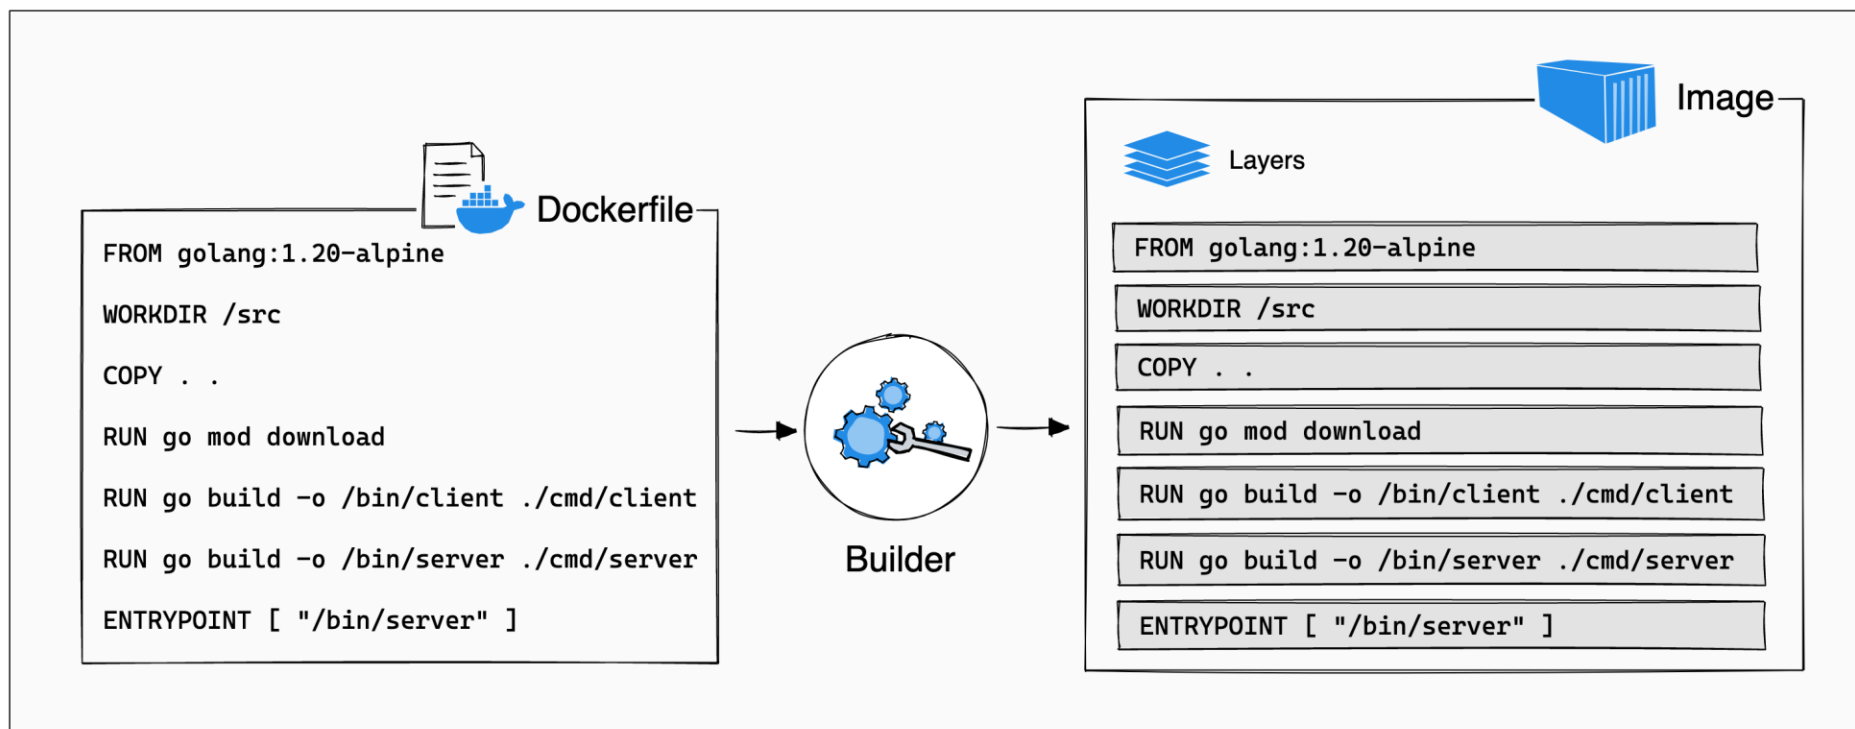 Dockerfile
FROM golang:1.20-alpine
WORKDIR /src
COPY . .
RUN go mod download
RUN go build -o /bin/client ./cmd/client
RUN go build -o /bin/server ./cmd/server
ENTRYPOINT [ "/bin/server" ]
Builder
Image
Layers
FROM golang:1.20-alpine
WORKDIR /src
COPY . .
RUN go mod download
RUN go build -o /bin/client ./cmd/client
RUN go build -o /bin/server ./cmd/server
ENTRYPOINT [ "/bin/server" ]